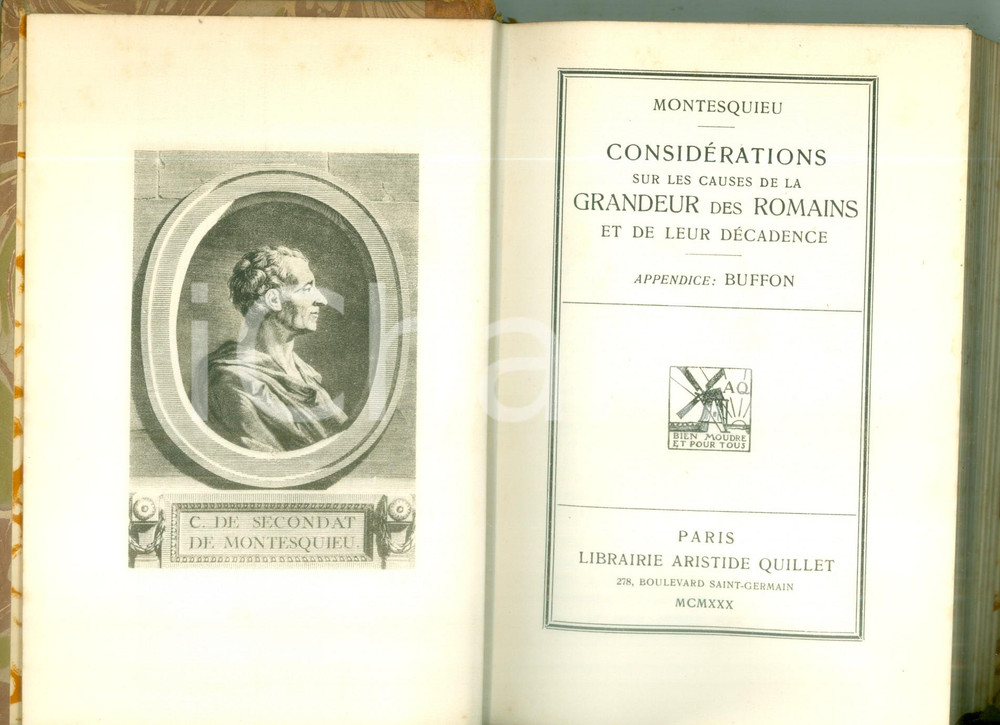 C. DE SECONDAT
DE MONTESQUIEU.
MONTESQUIEU
CONSIDÉRATIONS
SUR LES CAUSES DE LA
GRANDEUR DES ROMAINS
ET DE LEUR DÉCADENCE
APPENDICE: BUFFON
A.Q.
BIEN MOUDRE
ET POUR TOUS
PARIS
LIBRAIRIE ARISTIDE QUILLET
278, BOULEVARD SAINT-GERMAIN
MCMXXX